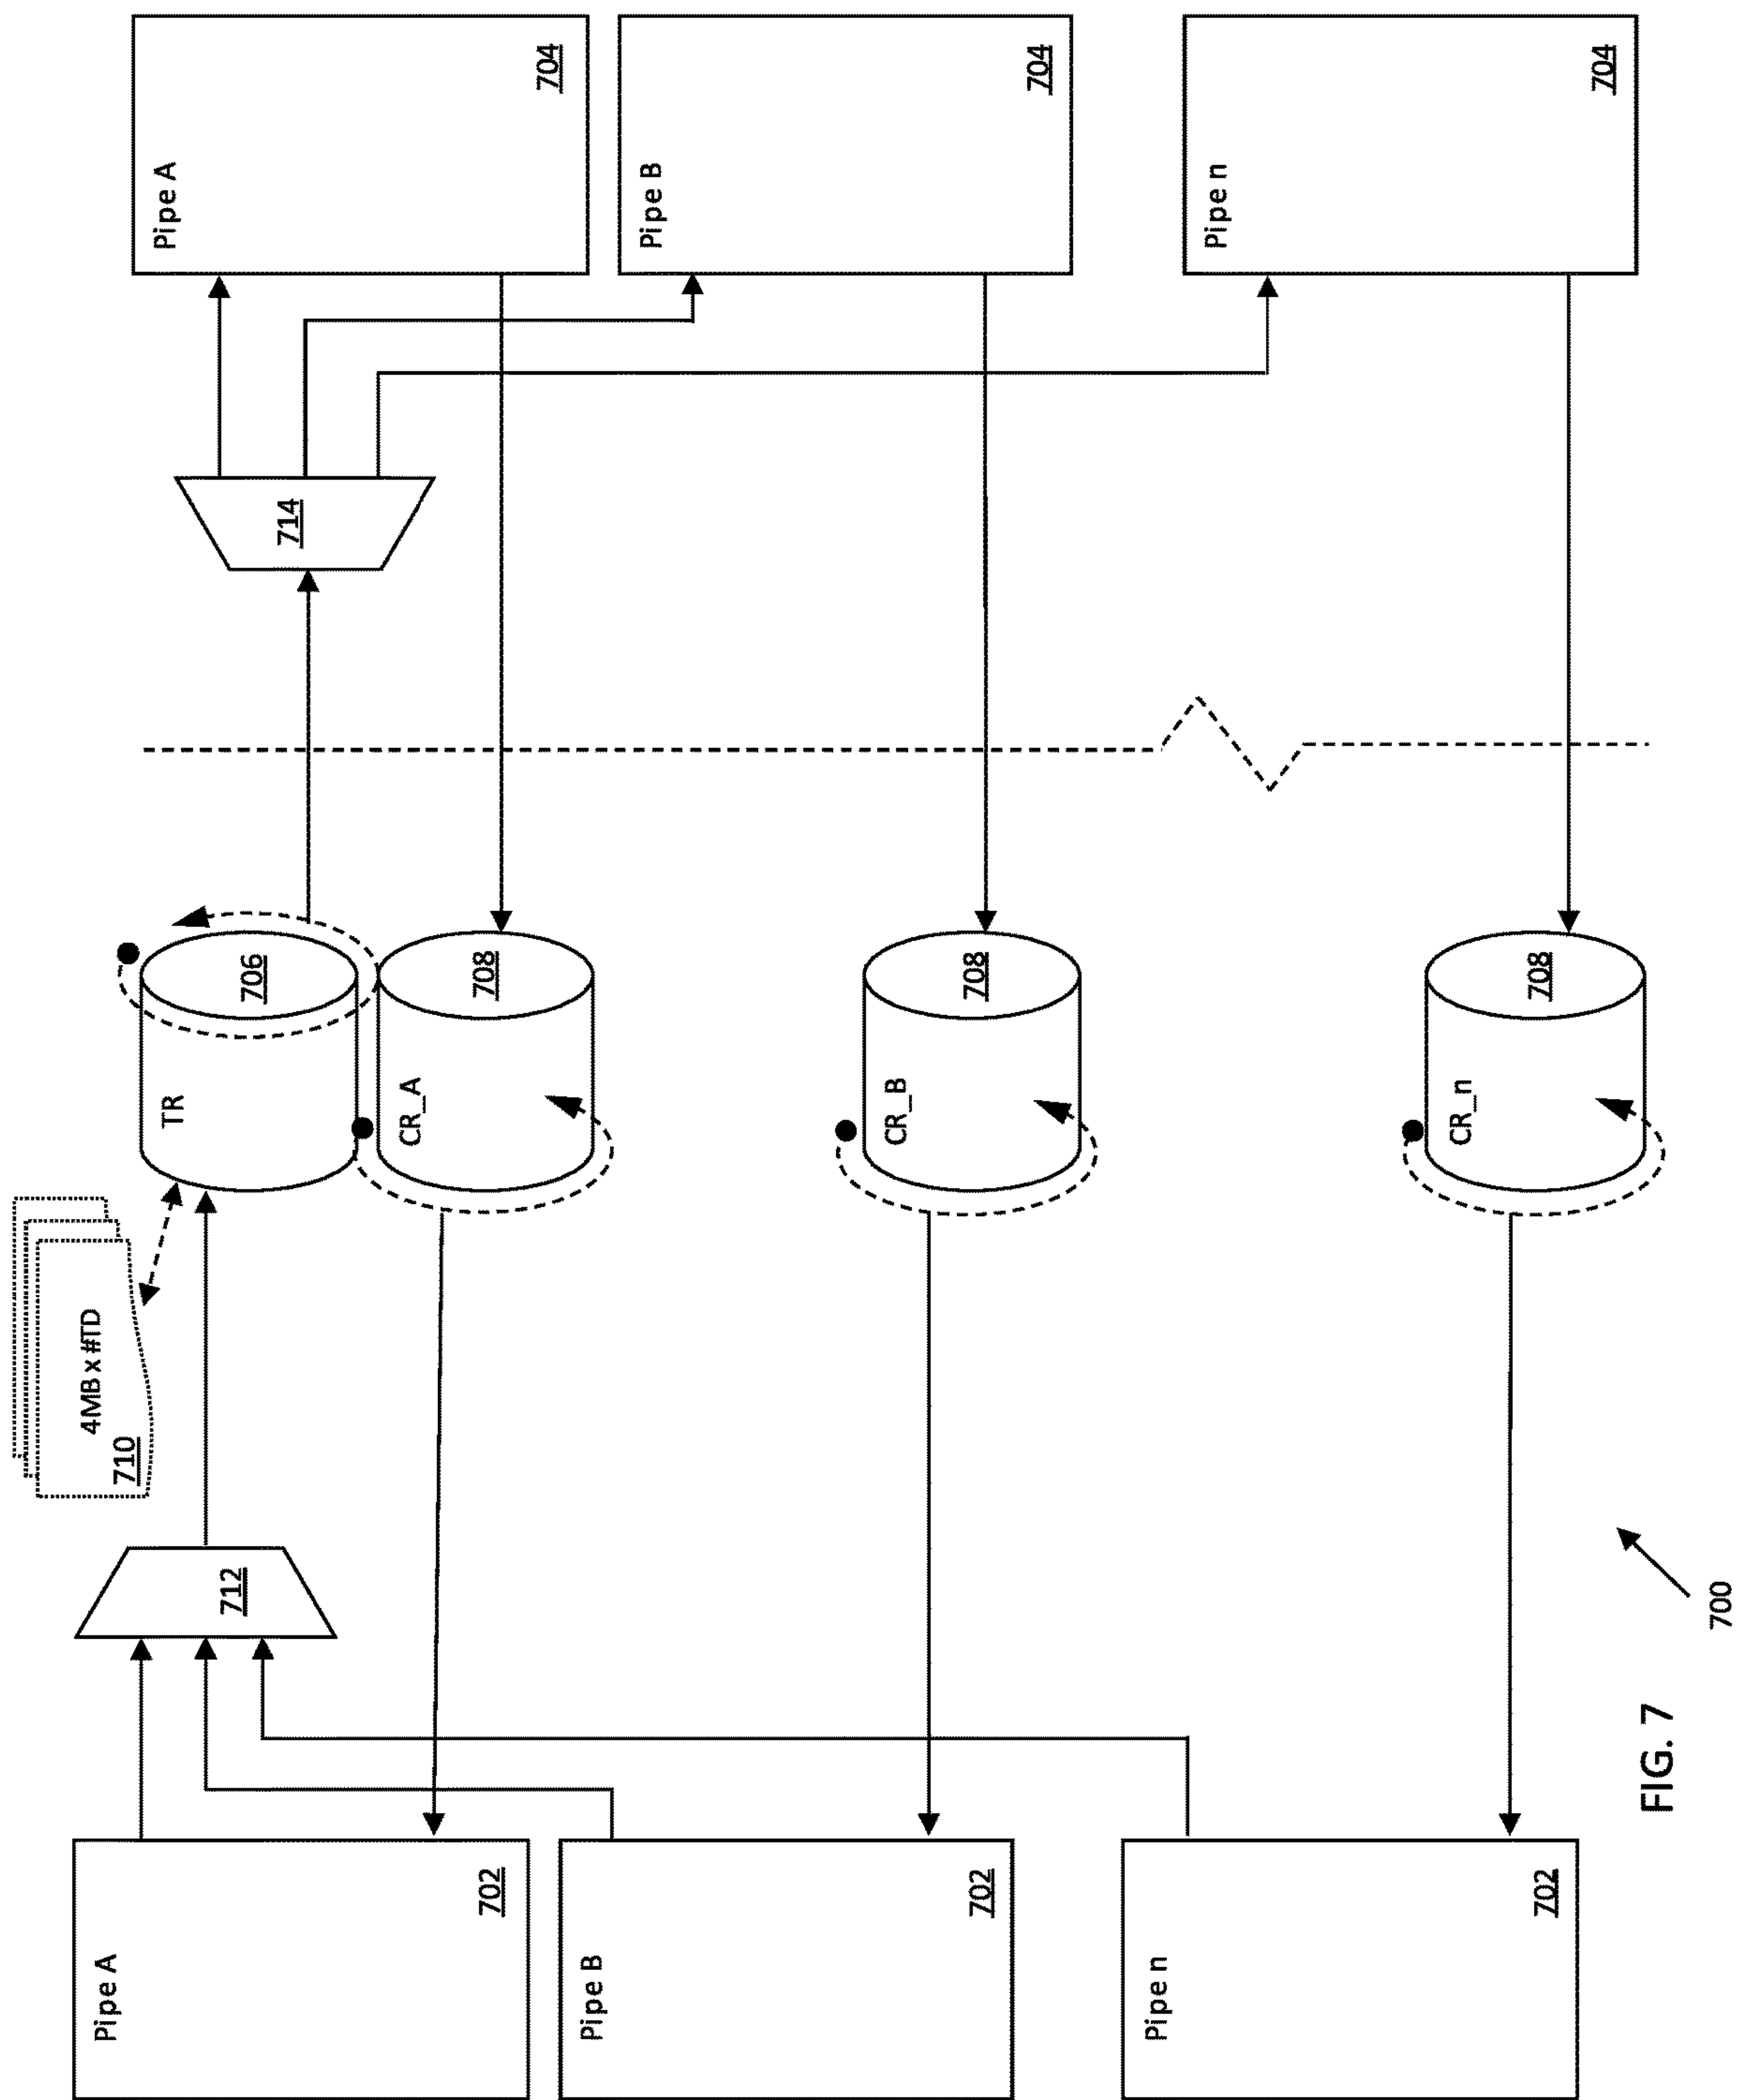 Pipe A
702
Pipe B
702
Pipe n
702
712
4MB x #TD
710
TR
706
CR_A
708
CR_B
708
CR_n
708
714
Pipe A
704
Pipe B
704
Pipe n
704
700
FIG. 7